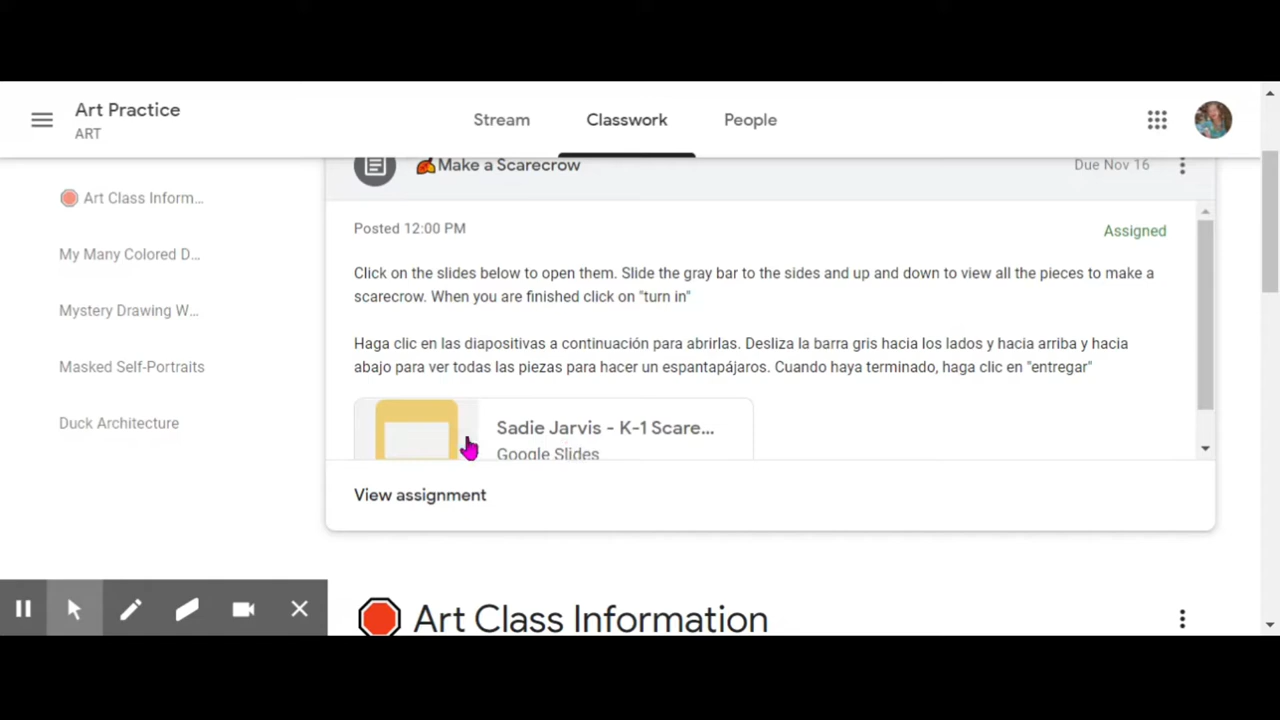 Art Practice
ART
Stream
Classwork
People
Make a Scarecrow
Due Nov 16
Art Class Inform...
My Many Colored D...
Mystery Drawing W...
Masked Self-Portraits
Duck Architecture
Posted 12:00 PM
Assigned
Click on the slides below to open them. Slide the gray bar to the sides and up and down to view all the pieces to make a
scarecrow. When you are finished click on "turn in"
Haga clic en las diapositivas a continuación para abrirlas. Desliza la barra gris hacia los lados y hacia arriba y hacia
abajo para ver todas las piezas para hacer un espantapájaros. Cuando haya terminado, haga clic en "entregar"
Sadie Jarvis - K-1 Scare...
Google Slides
View assignment
Art Class Information